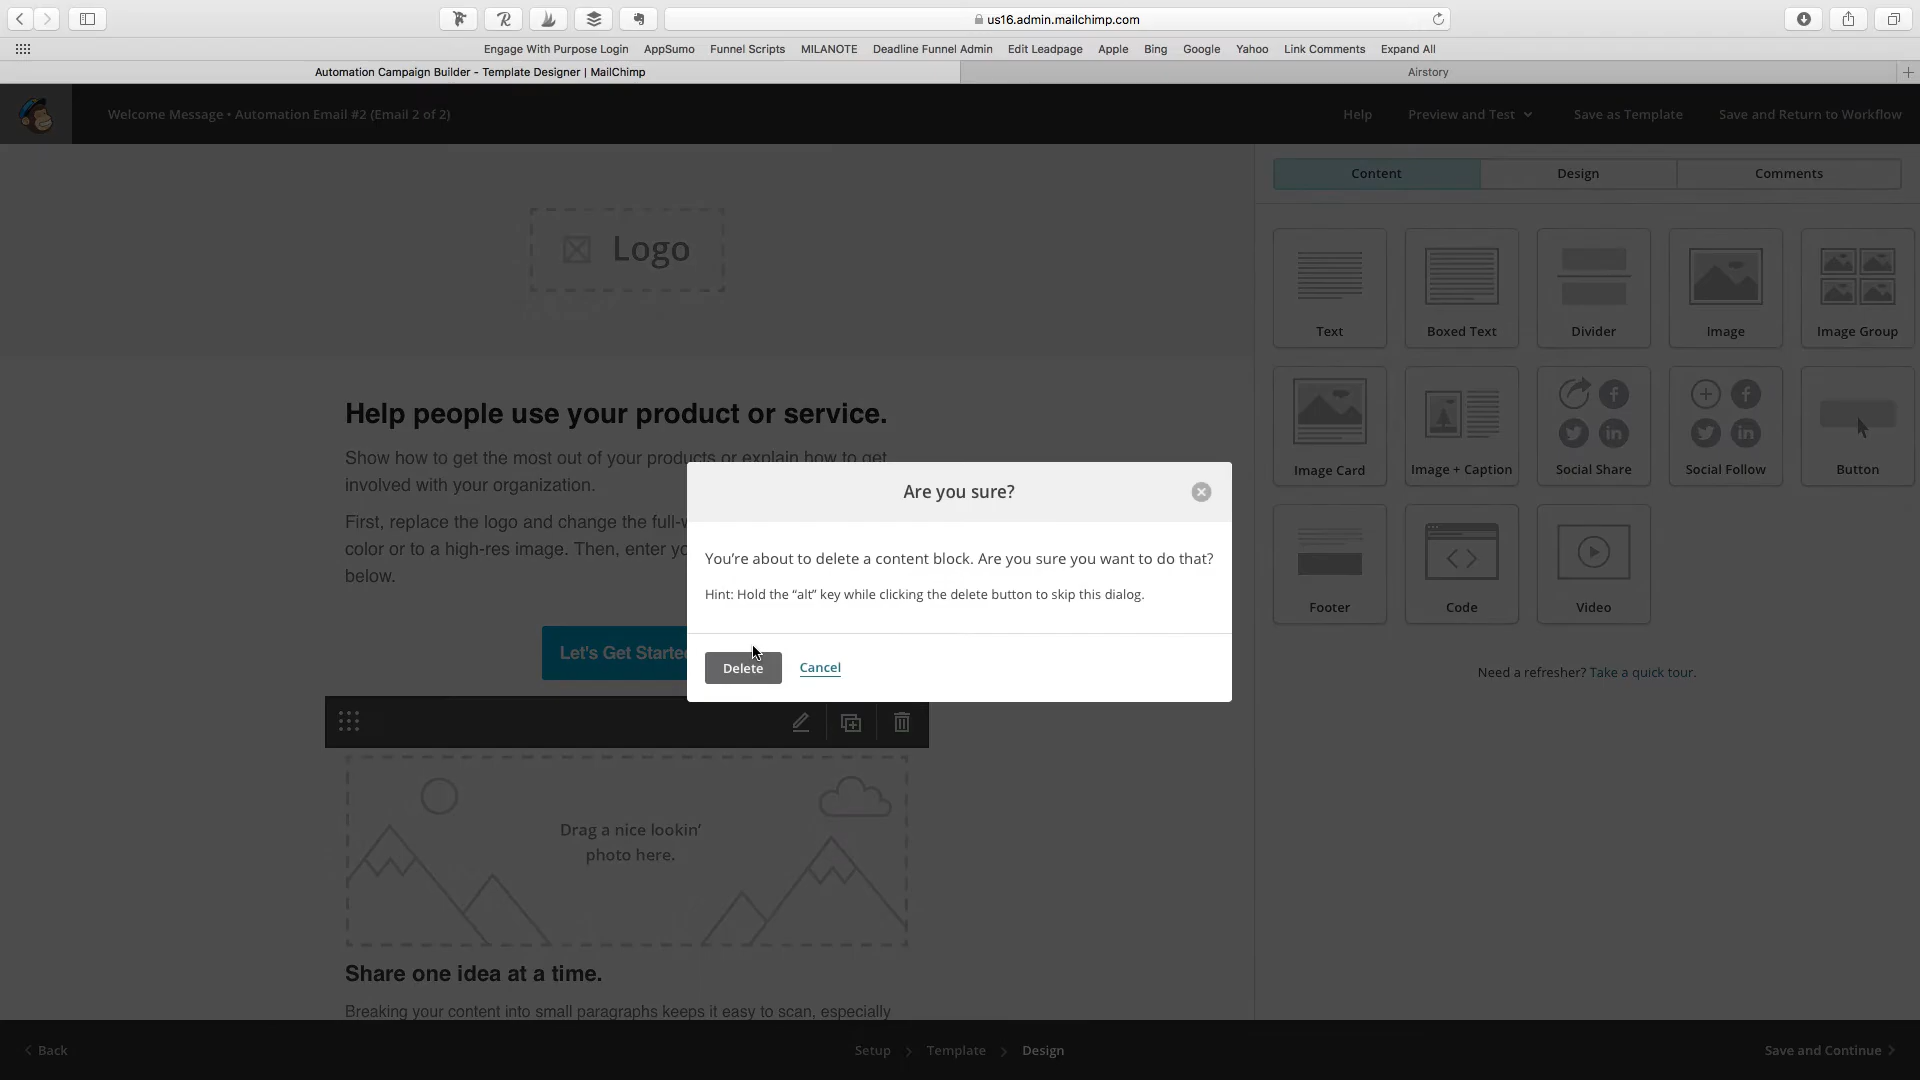 us16.admin.mailchimp.com
Engage With Purpose Login AppSumo Funnel Scripts MILANOTE Deadline Funnel Admin Edit Leadpage Apple Bing Google Yahoo Link Comments Expand All
Automation Campaign Builder - Template Designer | MailChimp Airstory
Welcome Message • Automation Email #2 (Email 2 of 2) Help Preview and Test Save as Template Save and Return to Workflow
Content Design Comments
Logo
Text Boxed Text Divider Image Image Group
Image Card Image + Caption Social Share Social Follow Button
Footer Code Video
Need a refresher? Take a quick tour.
Help people use your product or service.
Show how to get the most out of your products or explain how to get
involved with your organization.
First, replace the logo and change the full-
color or to a high-res image. Then, enter
below.
Let's Get Started
Are you sure?
You're about to delete a content block. Are you sure you want to do that?
Hint: Hold the “alt” key while clicking the delete button to skip this dialog.
Delete Cancel
Drag a nice lookin'
photo here.
Share one idea at a time.
Breaking your content into small paragraphs keeps it easy to scan, especially
Back Setup Template Design Save and Continue